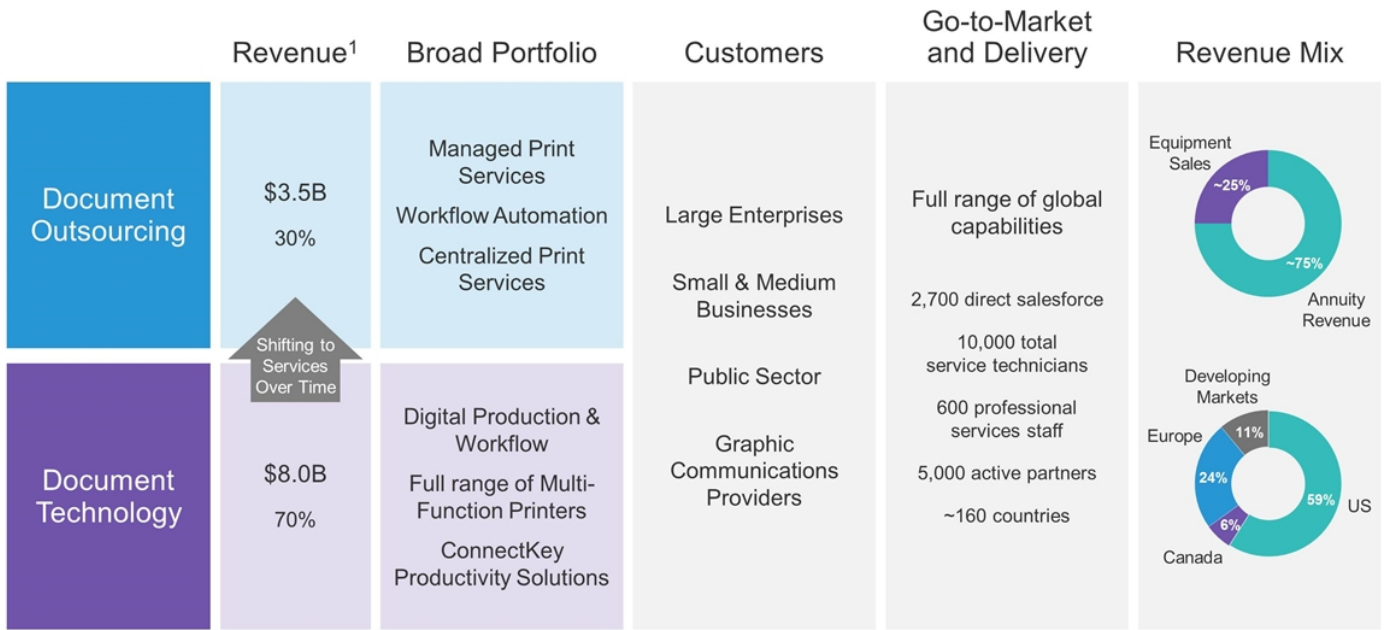 Revenue¹
Broad Portfolio
Customers
Go-to-Market
and Delivery
Revenue Mix
Document
Outsourcing
$3.5B
30%
Managed Print
Services
Workflow Automation
Centralized Print
Services
Shifting to
Services
Over Time
Document
Technology
$8.0B
70%
Digital Production &
Workflow
Full range of Multi-
Function Printers
ConnectKey
Productivity Solutions
Large Enterprises
Small & Medium
Businesses
Public Sector
Graphic
Communications
Providers
Full range of global
capabilities
2,700 direct salesforce
10,000 total
service technicians
600 professional
services staff
5,000 active partners
~160 countries
Equipment
Sales
~25%
~75%
Annuity
Revenue
Developing
Markets
11%
Europe
24%
59%
US
6%
Canada